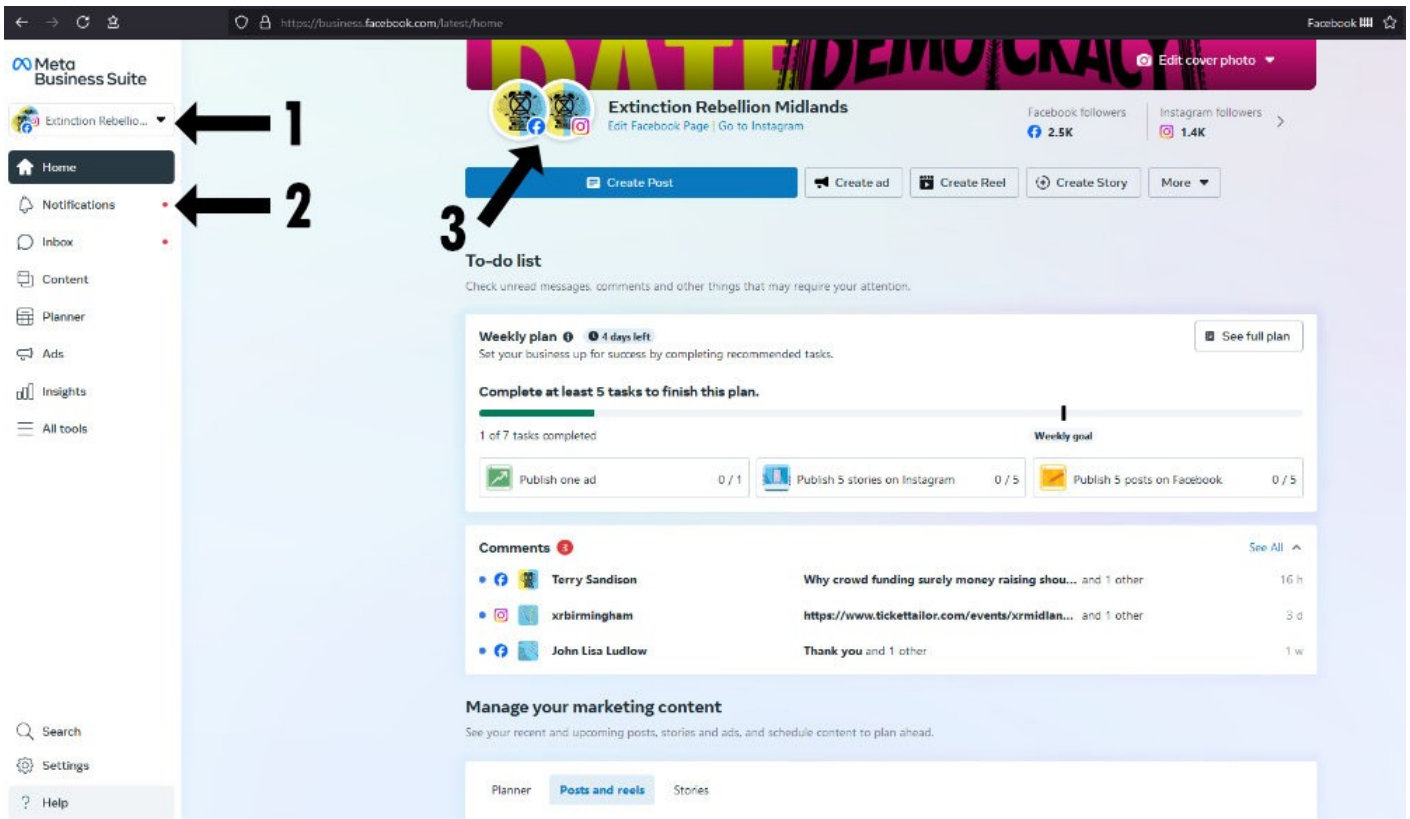 https://business.facebook.com/latest/home
Facebook
Meta
Business Suite
Extinction Rebellio...
1
Home
Notifications
2
Inbox
Content
Planner
Ads
Insights
All tools
Search
Settings
Help
DATE DEMOCRACY
Edit cover photo
Extinction Rebellion Midlands
Edit Facebook Page | Go to Instagram
Facebook followers
2.5K
Instagram followers
1.4K
3
Create Post
Create ad
Create Reel
Create Story
More
To-do list
Check unread messages, comments and other things that may require your attention.
Weekly plan
4 days left
See full plan
Set your business up for success by completing recommended tasks.
Complete at least 5 tasks to finish this plan.
1 of 7 tasks completed
Weekly goal
Publish one ad 0 / 1
Publish 5 stories on Instagram 0 / 5
Publish 5 posts on Facebook 0 / 5
Comments 3
See All
Terry Sandison Why crowd funding surely money raising shou... and 1 other 16 h
xrbirmingham https://www.tickettailor.com/events/xrmidlan... and 1 other 3 d
John Lisa Ludlow Thank you and 1 other 1 w
Manage your marketing content
See your recent and upcoming posts, stories and ads, and schedule content to plan ahead.
Planner
Posts and reels
Stories